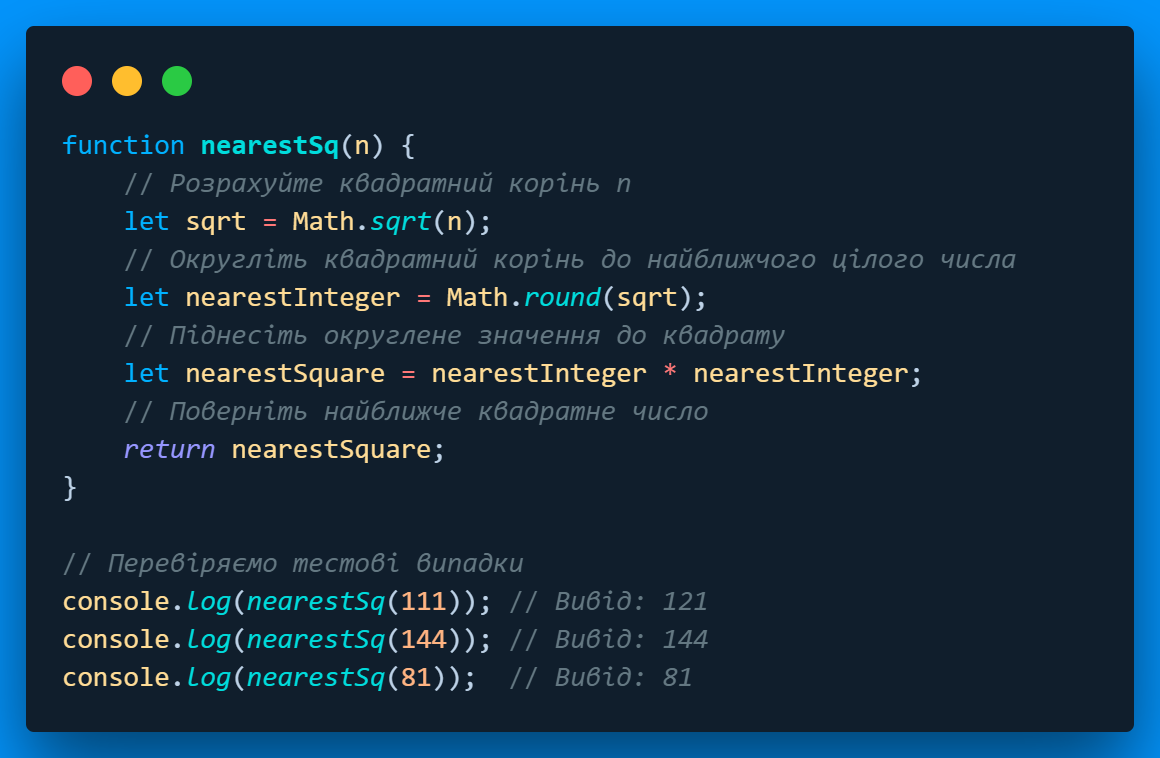 function nearestSq(n) {
    // Розрахуйте квадратний корінь n
    let sqrt = Math.sqrt(n);
    // Округліть квадратний корінь до найближчого цілого числа
    let nearestInteger = Math.round(sqrt);
    // Піднесіть округлене значення до квадрату
    let nearestSquare = nearestInteger * nearestInteger;
    // Поверніть найближче квадратне число
    return nearestSquare;
}

// Перевіряємо тестові випадки
console.log(nearestSq(111)); // Вивід: 121
console.log(nearestSq(144)); // Вивід: 144
console.log(nearestSq(81));  // Вивід: 81